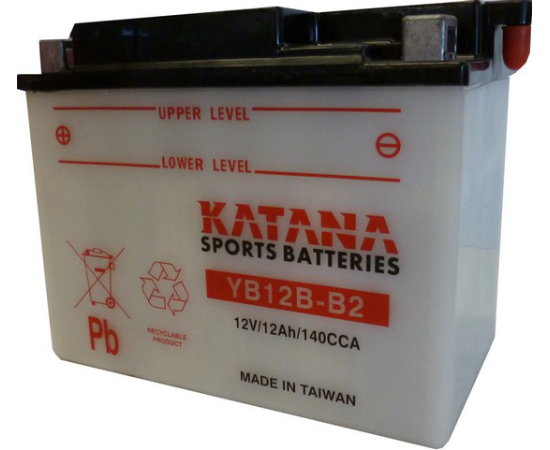 UPPER LEVEL
LOWER LEVEL
KATANA
SPORTS BATTERIES
YB12B-B2
12V/12Ah/140CCA
Pb
RECYCLABLE
PRODUCT
MADE IN TAIWAN